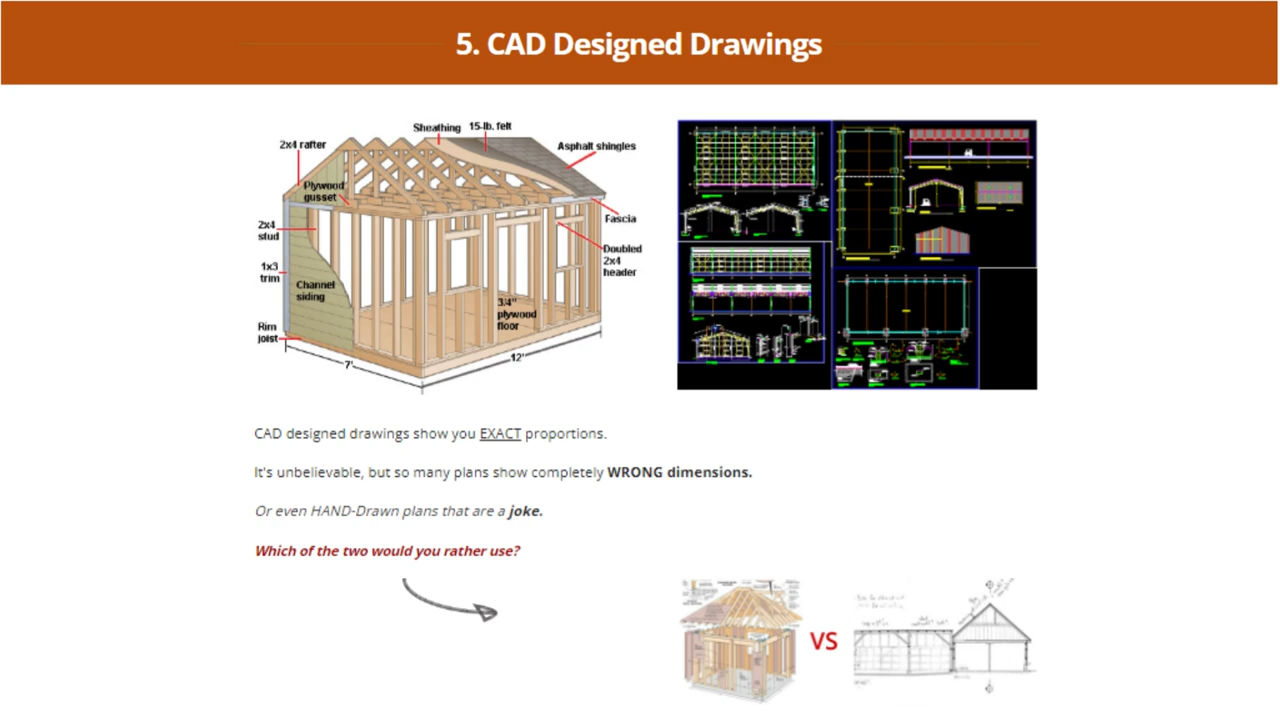 5. CAD Designed Drawings
Sheathing
15-lb. felt
2x4 rafter
Asphalt shingles
Plywood
gusset
Fascia
2x4
stud
Doubled
2x4
header
1x3
trim
Channel
siding
3/4"
plywood
floor
Rim
joist
7'
12'
CAD designed drawings show you EXACT proportions.
It's unbelievable, but so many plans show completely WRONG dimensions.
Or even HAND-Drawn plans that are a joke.
Which of the two would you rather use?
VS